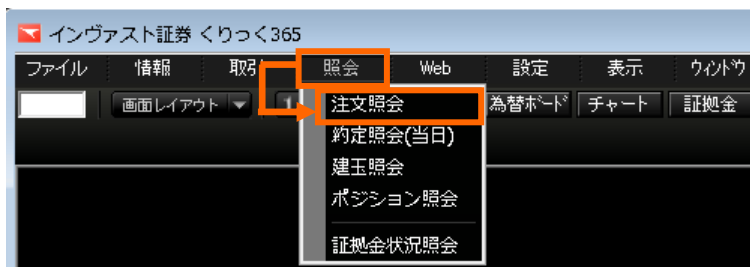 インヴァスト証券 くりっく365
ファイル 情報 取引 照会 Web 設定 表示 ウィンドウ
画面レイアウト 1 注文照会 為替ボード チャート 証拠金
約定照会(当日)
建玉照会
ポジション照会
証拠金状況照会